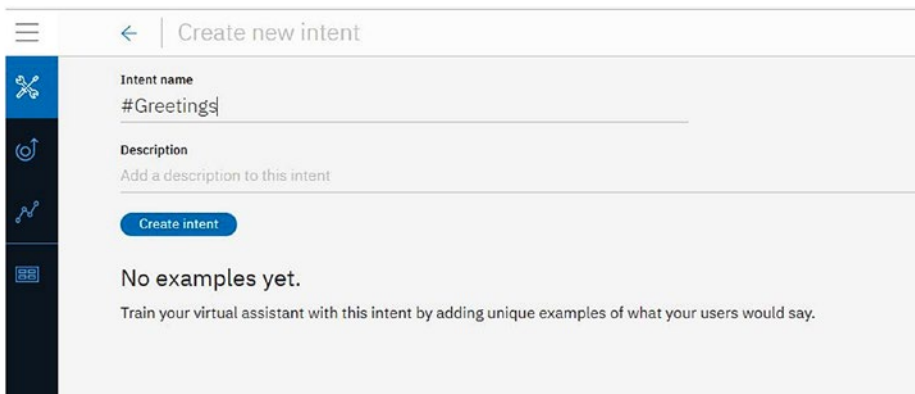 Create new intent
Intent name
#Greetings
Description
Add a description to this intent
Create intent
No examples yet.
Train your virtual assistant with this intent by adding unique examples of what your users would say.